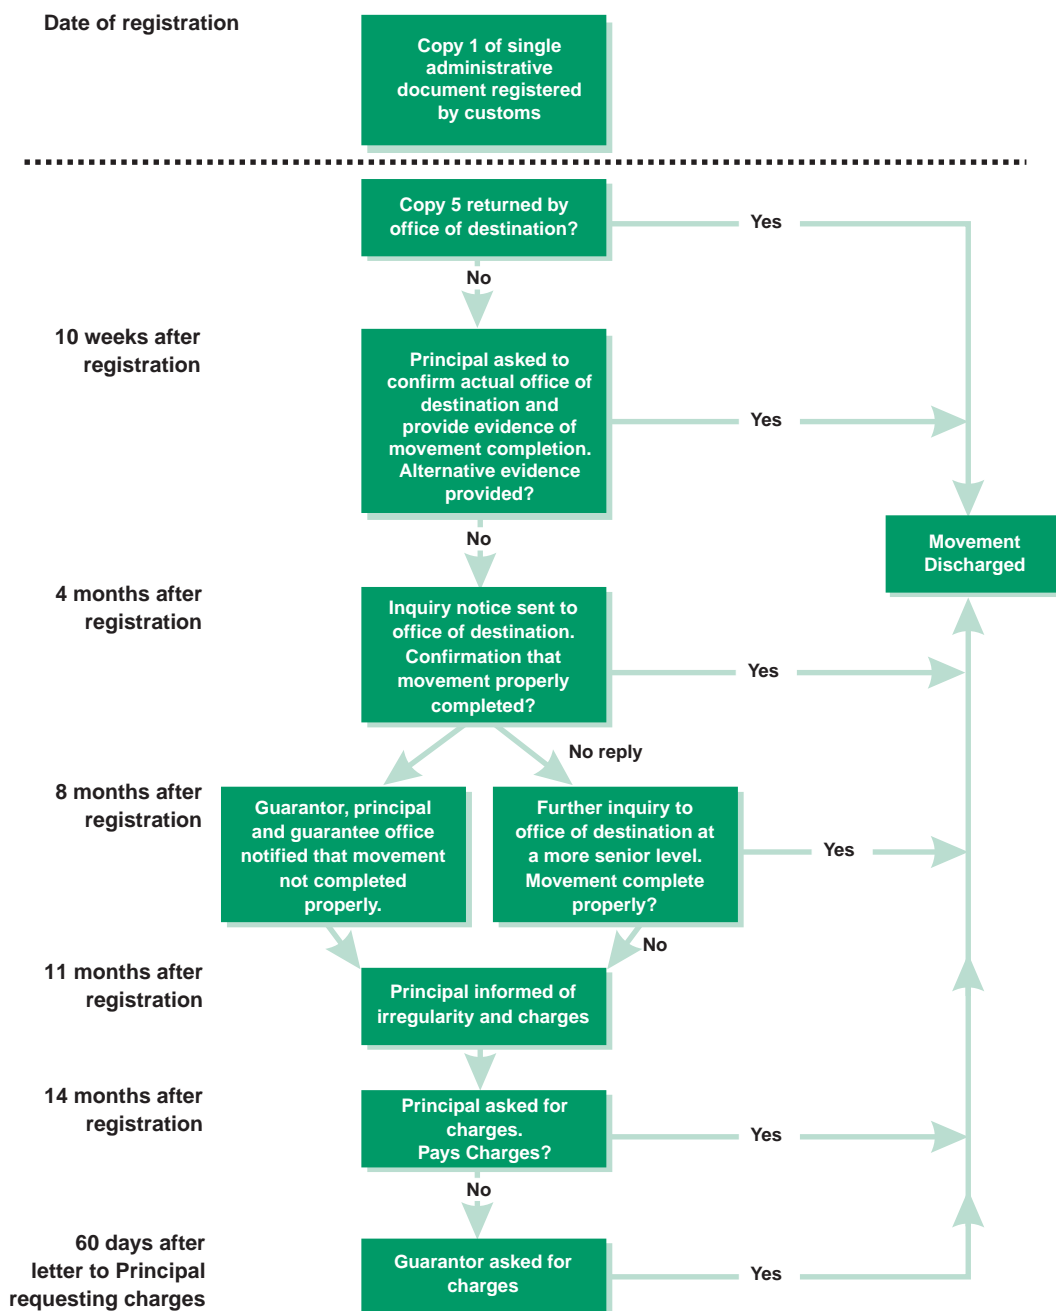 Date of registration
Copy 1 of single
administrative
document registered
by customs
Copy 5 returned by
office of destination?
Yes
No
10 weeks after
registration
Principal asked to
confirm actual office of
destination and
provide evidence of
movement completion.
Alternative evidence
provided?
Yes
No
Movement
Discharged
4 months after
registration
Inquiry notice sent to
office of destination.
Confirmation that
movement properly
completed?
Yes
No reply
8 months after
registration
Guarantor, principal
and guarantee office
notified that movement
not completed
properly.
Further inquiry to
office of destination at
a more senior level.
Movement complete
properly?
Yes
No
11 months after
registration
Principal informed of
irregularity and charges
14 months after
registration
Principal asked for
charges.
Pays Charges?
Yes
No
60 days after
letter to Principal
requesting charges
Guarantor asked for
charges
Yes